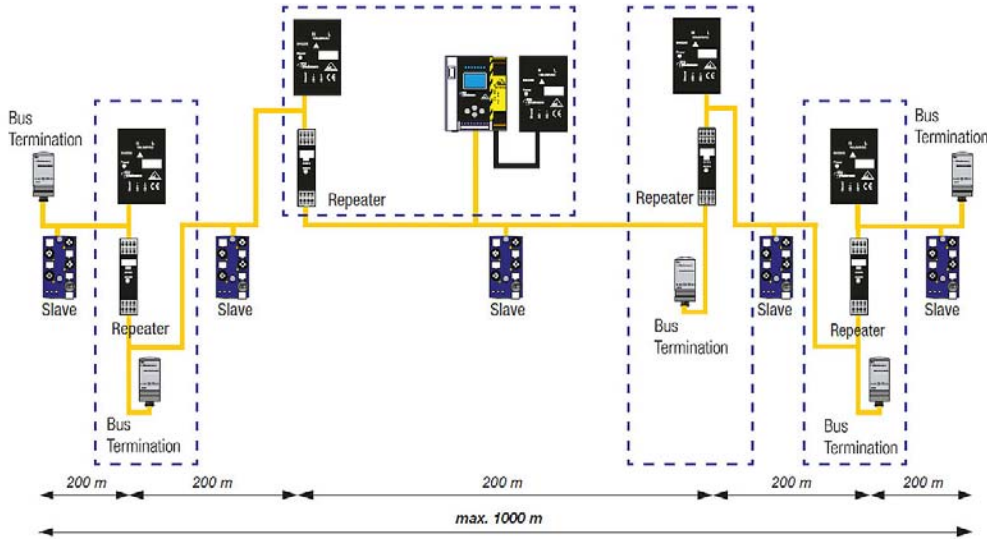 Bus
Termination
Repeater
Repeater
Bus
Termination
Slave
Repeater
Slave
Slave
Bus
Termination
Slave
Repeater
Slave
Bus
Termination
Bus
Termination
200 m
200 m
200 m
200 m
200 m
max. 1000 m